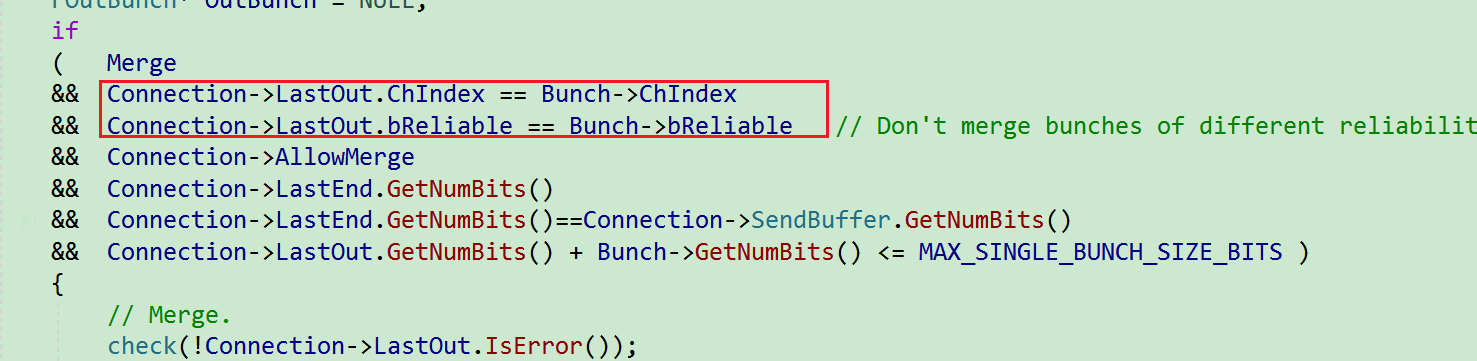 OutBunch = NULL;
if
(   Merge
&&  Connection->LastOut.ChIndex == Bunch->ChIndex
&&  Connection->LastOut.bReliable == Bunch->bReliable   // Don't merge bunches of different reliabilit
&&  Connection->AllowMerge
&&  Connection->LastEnd.GetNumBits()
&&  Connection->LastEnd.GetNumBits()==Connection->SendBuffer.GetNumBits()
&&  Connection->LastOut.GetNumBits() + Bunch->GetNumBits() <= MAX_SINGLE_BUNCH_SIZE_BITS )
{
// Merge.
check(!Connection->LastOut.IsError());